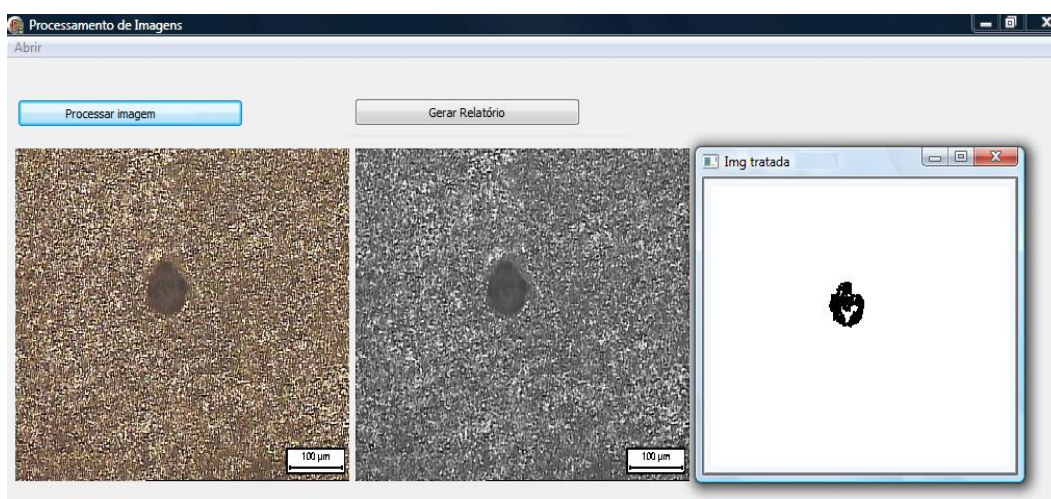 Processamento de Imagens
Abrir
Processar imagem
Gerar Relatório
Img tratada
100 µm
100 µm